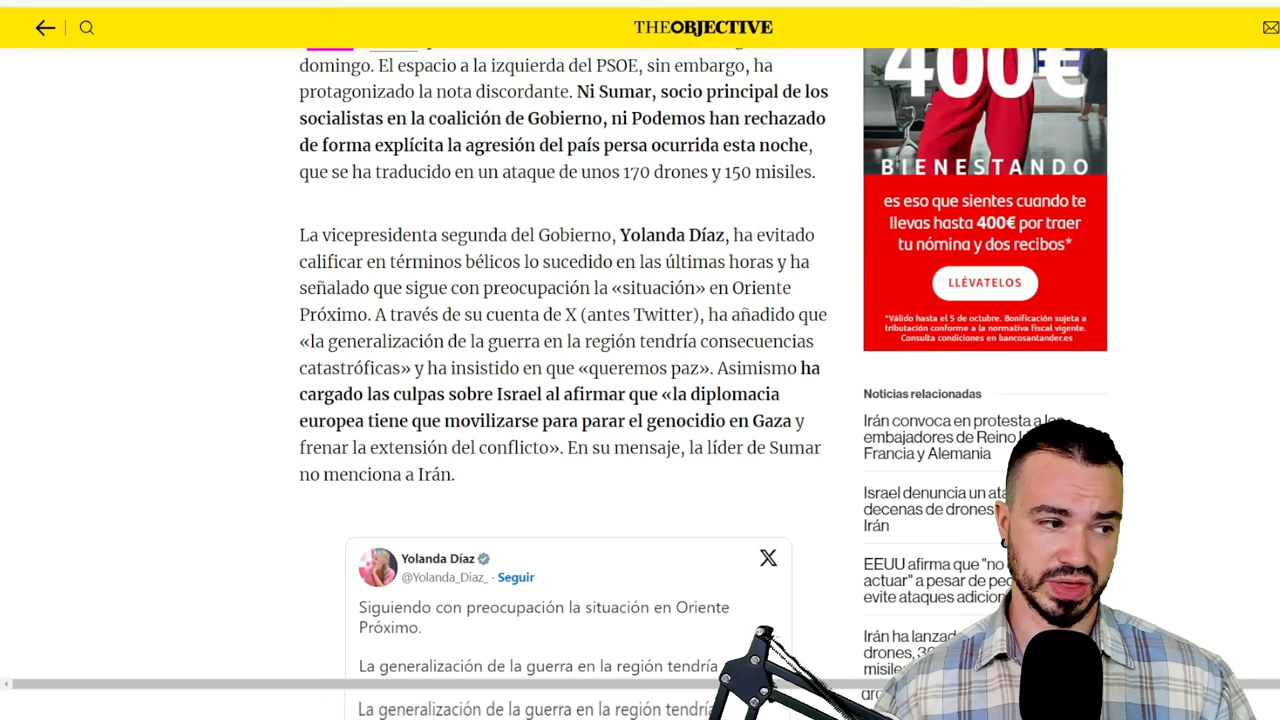 THEOBJECTIVE
domingo. El espacio a la izquierda del PSOE, sin embargo, ha
protagonizado la nota discordante. Ni Sumar, socio principal de los
socialistas en la coalición de Gobierno, ni Podemos han rechazado
de forma explícita la agresión del país persa ocurrida esta noche,
que se ha traducido en un ataque de unos 170 drones y 150 misiles.
La vicepresidenta segunda del Gobierno, Yolanda Díaz, ha evitado
calificar en términos bélicos lo sucedido en las últimas horas y ha
señalado que sigue con preocupación la «situación» en Oriente
Próximo. A través de su cuenta de X (antes Twitter), ha añadido que
«la generalización de la guerra en la región tendría consecuencias
catastróficas» y ha insistido en que «queremos paz». Asimismo ha
cargado las culpas sobre Israel al afirmar que «la diplomacia
europea tiene que movilizarse para parar el genocidio en Gaza y
frenar la extensión del conflicto». En su mensaje, la líder de Sumar
no menciona a Irán.
Yolanda Díaz
@Yolanda_Diaz_ · Seguir
X
Siguiendo con preocupación la situación en Oriente
Próximo.
La generalización de la guerra en la región tendría
La generalización de la guerra en la región tendría
400€
BIENESTANDO
es eso que sientes cuando te
llevas hasta 400€ por traer
tu nómina y dos recibos*
LLÉVATELOS
*Válido hasta el 5 de octubre. Bonificación sujeta a
tributación conforme a la normativa fiscal vigente.
Consulta condiciones en bancosantander.es
Noticias relacionadas
Irán convoca en protesta a los
embajadores de Reino
Francia y Alemania
Israel denuncia un
decenas de drones
Irán
EEUU afirma que "no
actuar" a pesar de
evite ataques
Irán ha
drones,